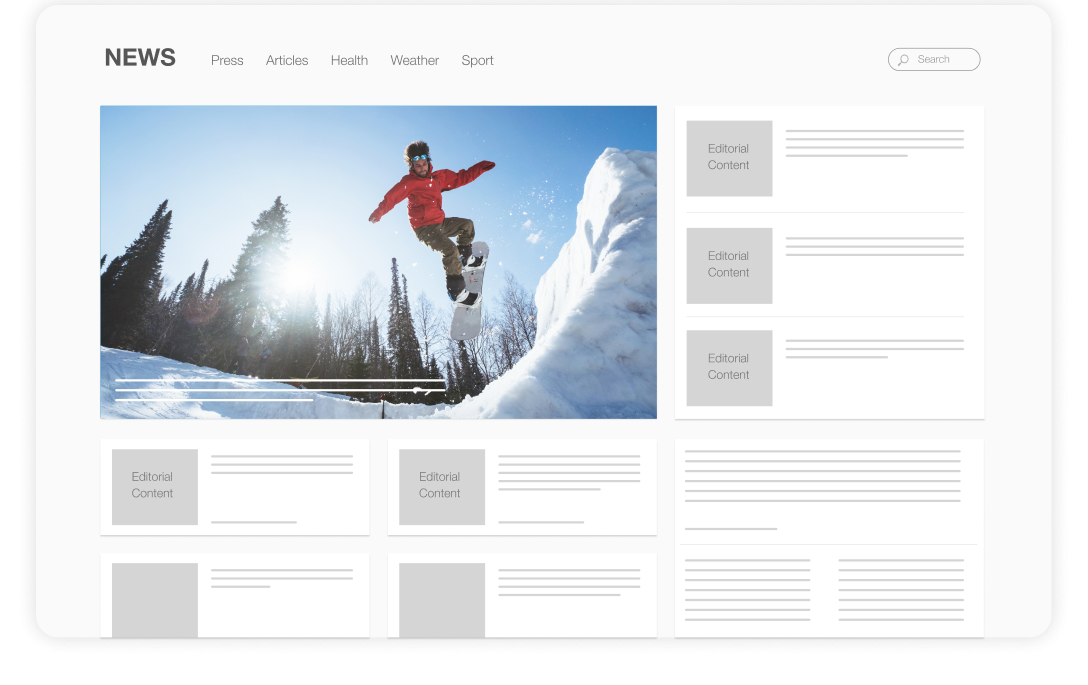 NEWS Press Articles Health Weather Sport Search
Editorial
Content
Editorial
Content
Editorial
Content
Editorial
Content
Editorial
Content